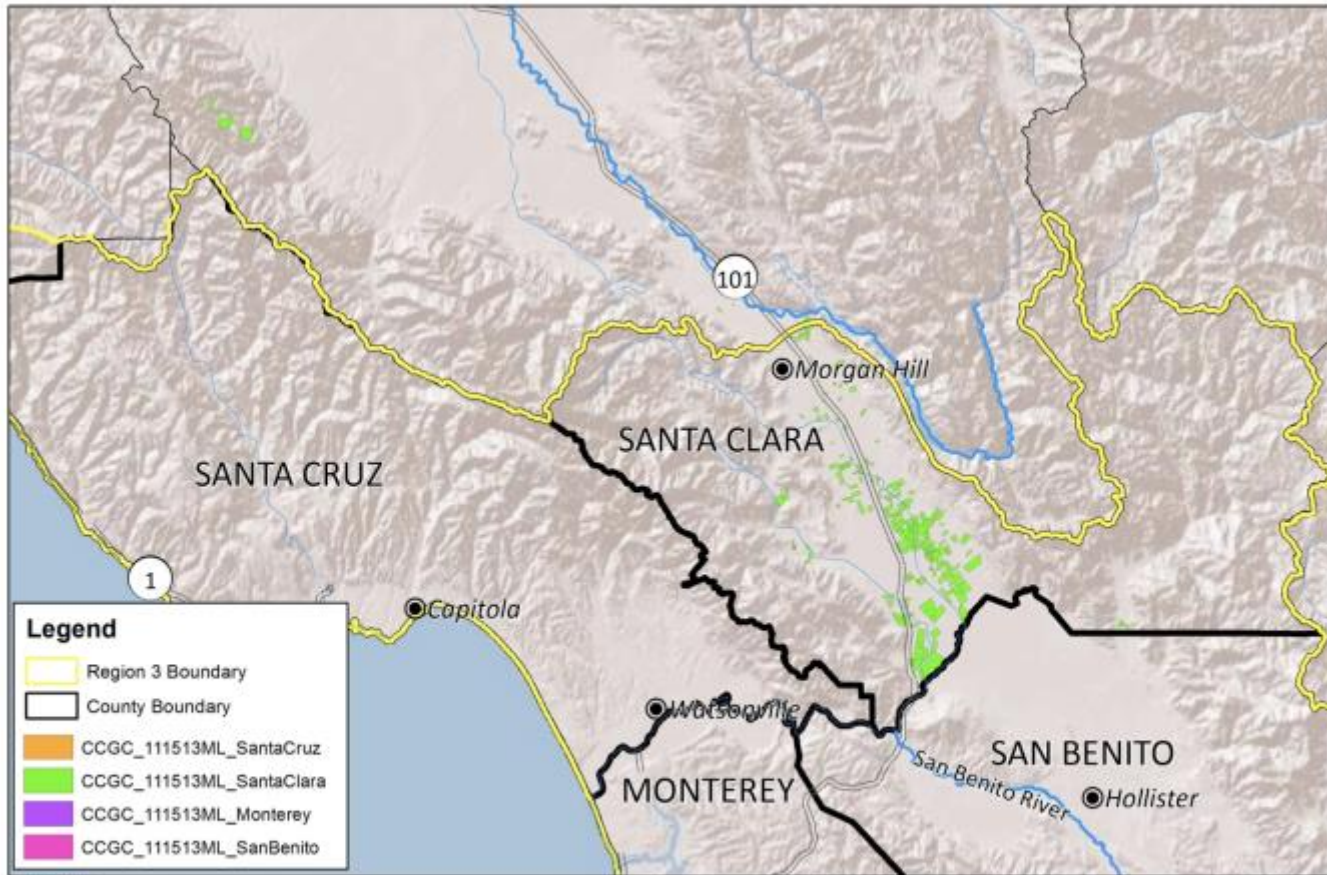 101
Morgan Hill
SANTA CLARA
SANTA CRUZ
1
Capitola
Legend
Region 3 Boundary
County Boundary
CCGC_111513ML_SantaCruz
CCGC_111513ML_SantaClara
CCGC_111513ML_Monterey
CCGC_111513ML_SanBenito
Watsonville
MONTEREY
SAN BENITO
San Benito River
Hollister